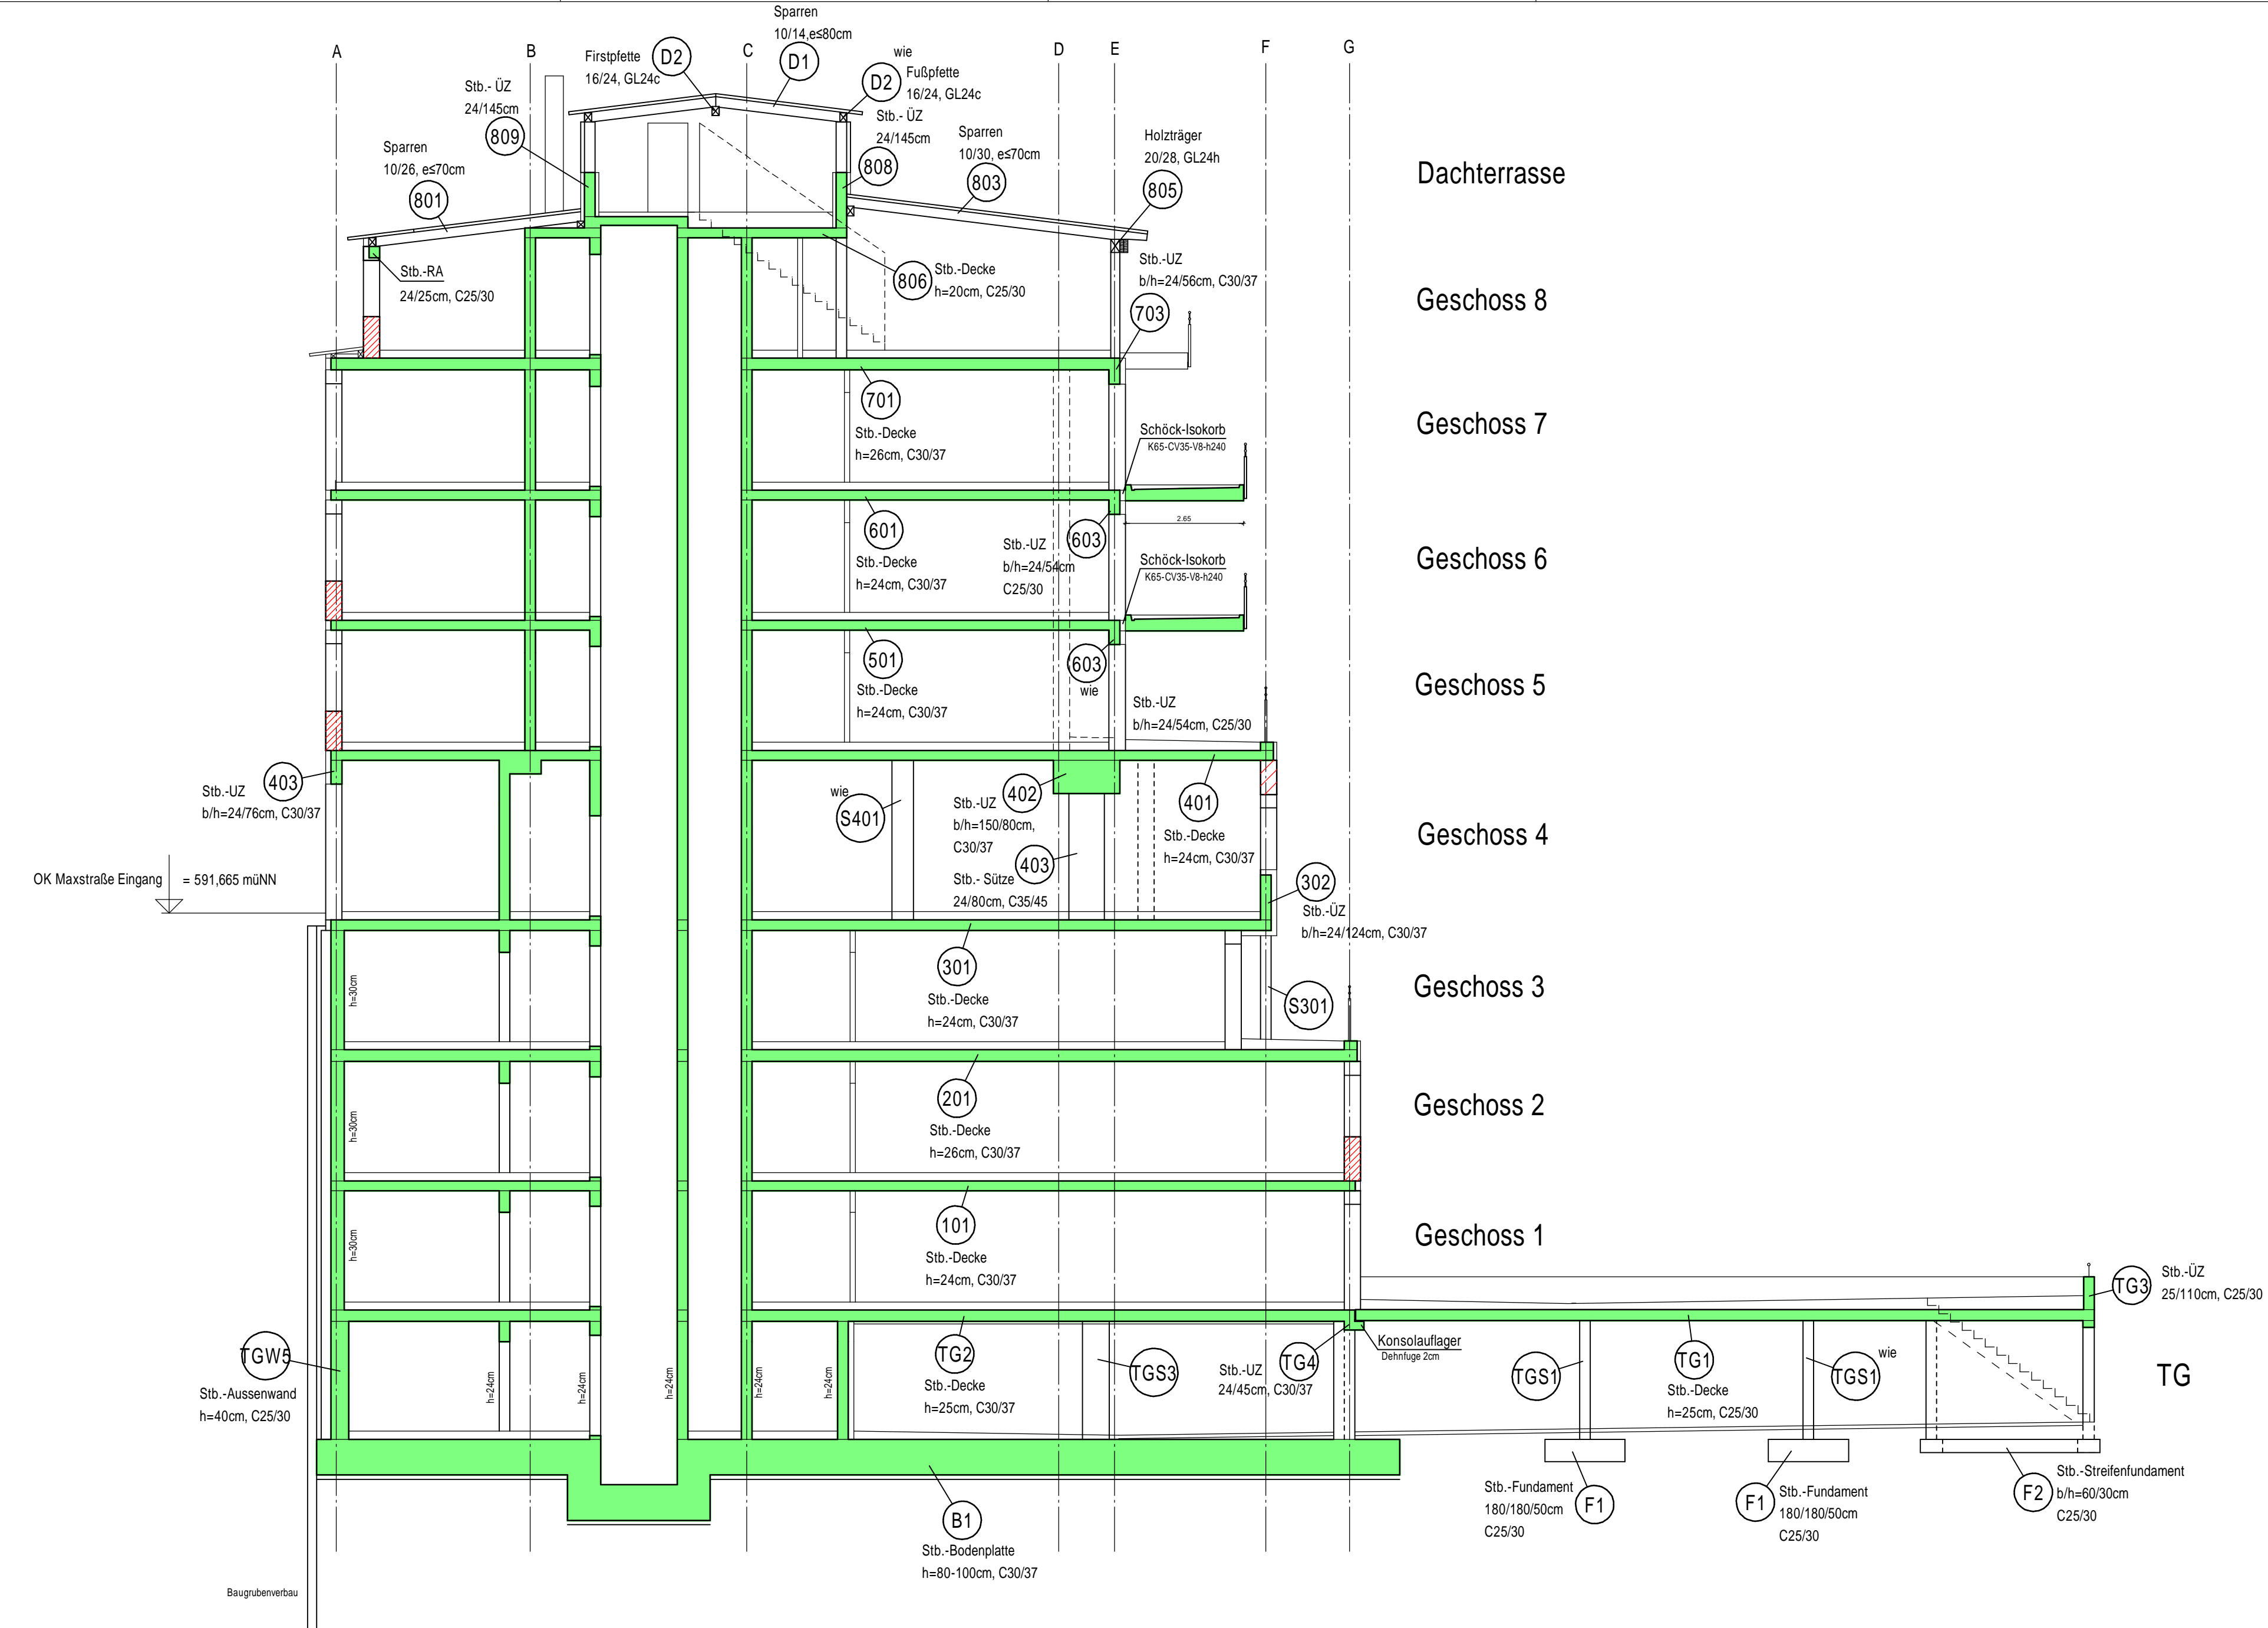 Sparren
10/14,e≤80cm
D1
A
B
C
D
E
F
G
Firstpfette
16/24, GL24c
D2
wie
D2
Fußpfette
16/24, GL24c
Stb.- ÜZ
24/145cm
809
Stb.- ÜZ
24/145cm
808
Sparren
10/30, e≤70cm
803
Holzträger
20/28, GL24h
805
Sparren
10/26, e≤70cm
801
Dachterrasse
Stb.-RA
24/25cm, C25/30
806
Stb.-Decke
h=20cm, C25/30
Stb.-UZ
b/h=24/56cm, C30/37
703
Geschoss 8
701
Stb.-Decke
h=26cm, C30/37
Schöck-Isokorb
K65-CV35-V8-h240
Geschoss 7
601
Stb.-Decke
h=24cm, C30/37
603
Stb.-UZ
b/h=24/54cm
C25/30
2.65
Schöck-Isokorb
K65-CV35-V8-h240
Geschoss 6
501
Stb.-Decke
h=24cm, C30/37
603
wie
Stb.-UZ
b/h=24/54cm, C25/30
Geschoss 5
403
Stb.-UZ
b/h=24/76cm, C30/37
wie
S401
402
Stb.-UZ
b/h=150/80cm,
C30/37
403
Stb.- Sütze
24/80cm, C35/45
401
Stb.-Decke
h=24cm, C30/37
Geschoss 4
OK Maxstraße Eingang
= 591,665 müNN
302
Stb.-ÜZ
b/h=24/124cm, C30/37
h=30cm
301
Stb.-Decke
h=24cm, C30/37
S301
Geschoss 3
h=30cm
201
Stb.-Decke
h=26cm, C30/37
Geschoss 2
h=30cm
101
Stb.-Decke
h=24cm, C30/37
Geschoss 1
TG3
Stb.-ÜZ
25/110cm, C25/30
TGW5
Stb.-Aussenwand
h=40cm, C25/30
h=24cm
h=24cm
h=24cm
h=24cm
h=24cm
TG2
Stb.-Decke
h=25cm, C30/37
TGS3
Stb.-UZ
24/45cm, C30/37
TG4
Konsolauflager
Dehnfuge 2cm
TGS1
TG1
Stb.-Decke
h=25cm, C25/30
wie
TGS1
TG
B1
Stb.-Bodenplatte
h=80-100cm, C30/37
Stb.-Fundament
180/180/50cm
C25/30
F1
F1
Stb.-Fundament
180/180/50cm
C25/30
F2
Stb.-Streifenfundament
b/h=60/30cm
C25/30
Baugrubenverbau